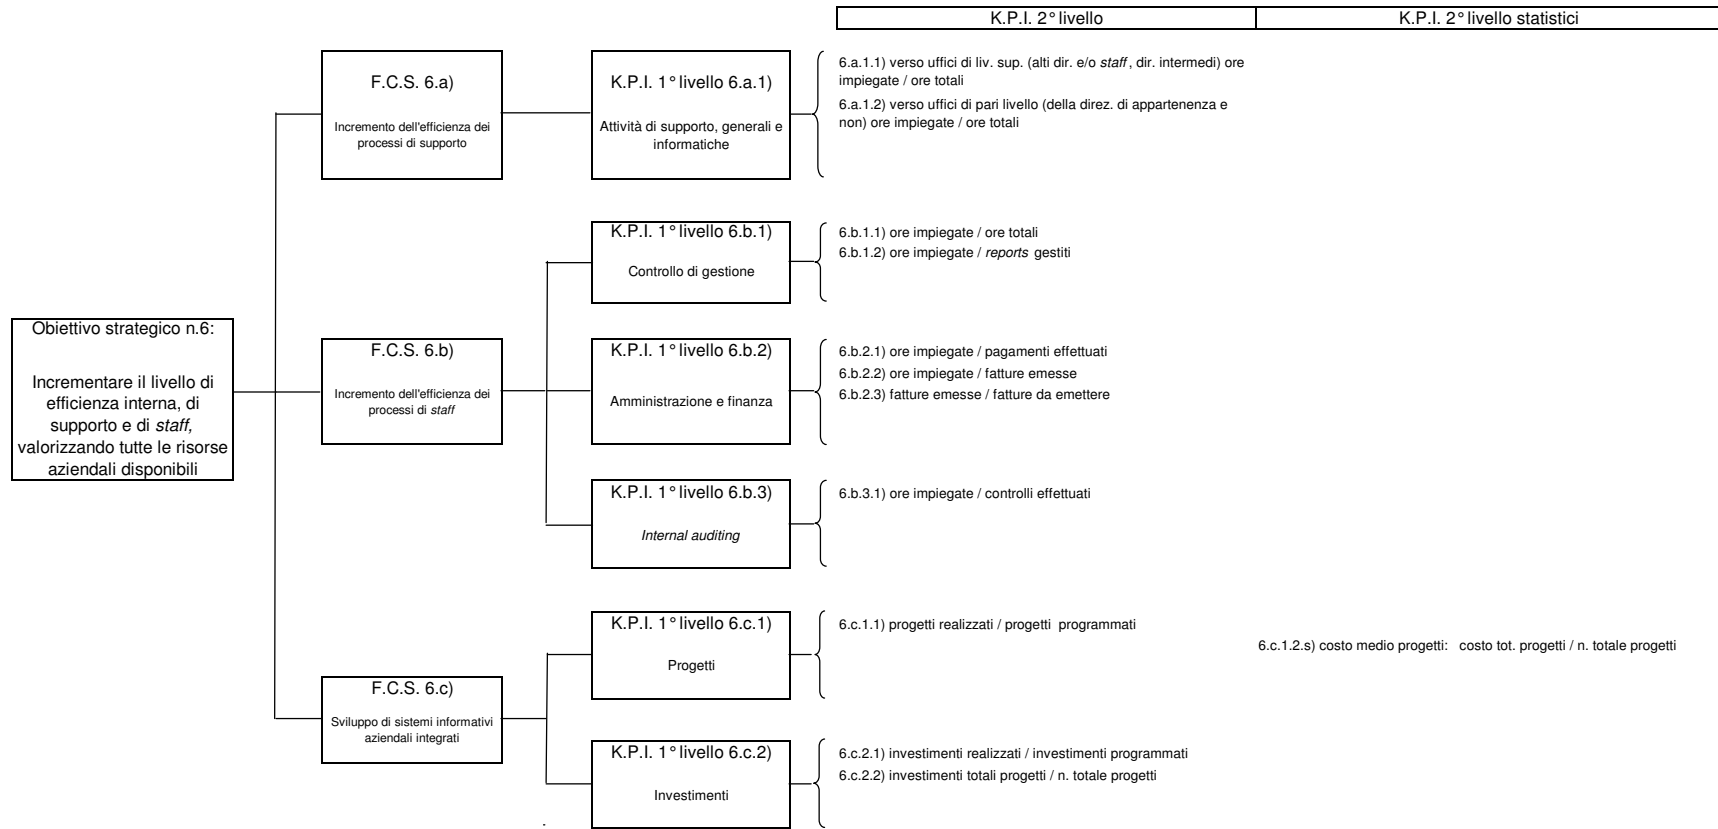 K.P.I. 2° livello
K.P.I. 2° livello statistici
F.C.S. 6.a)
Incremento dell'efficienza dei
processi di supporto
K.P.I. 1° livello 6.a.1)
Attività di supporto, generali e
informatiche
6.a.1.1) verso uffici di liv. sup. (alti dir. e/o staff, dir. intermedi) ore
impiegate / ore totali
6.a.1.2) verso uffici di pari livello (della direz. di appartenenza e
non) ore impiegate / ore totali
K.P.I. 1° livello 6.b.1)
Controllo di gestione
6.b.1.1) ore impiegate / ore totali
6.b.1.2) ore impiegate / reports gestiti
Obiettivo strategico n.6:
Incrementare il livello di
efficienza interna, di
supporto e di staff,
valorizzando tutte le risorse
aziendali disponibili
F.C.S. 6.b)
Incremento dell'efficienza dei
processi di staff
K.P.I. 1° livello 6.b.2)
Amministrazione e finanza
6.b.2.1) ore impiegate / pagamenti effettuati
6.b.2.2) ore impiegate / fatture emesse
6.b.2.3) fatture emesse / fatture da emettere
K.P.I. 1° livello 6.b.3)
Internal auditing
6.b.3.1) ore impiegate / controlli effettuati
F.C.S. 6.c)
Sviluppo di sistemi informativi
aziendali integrati
K.P.I. 1° livello 6.c.1)
Progetti
6.c.1.1) progetti realizzati / progetti programmati
6.c.1.2.s) costo medio progetti: costo tot. progetti / n. totale progetti
K.P.I. 1° livello 6.c.2)
Investimenti
6.c.2.1) investimenti realizzati / investimenti programmati
6.c.2.2) investimenti totali progetti / n. totale progetti